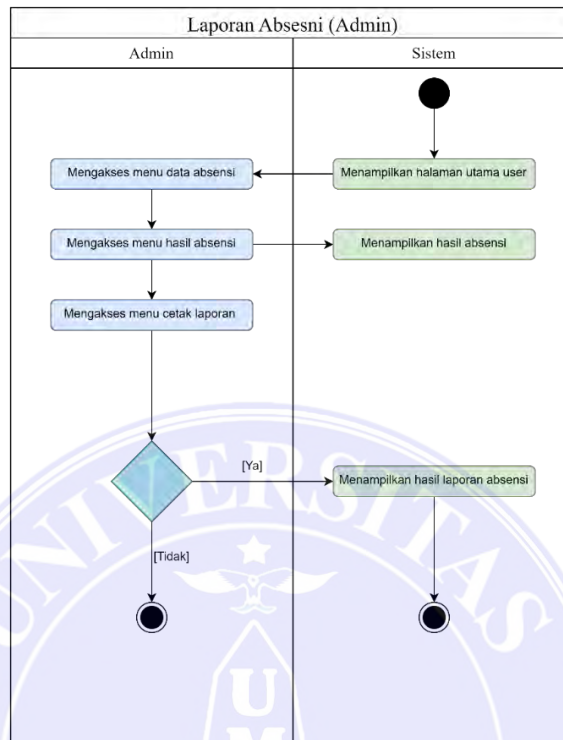 Laporan Absesni (Admin)
Admin
Sistem
Mengakses menu data absensi
Menampilkan halaman utama user
Mengakses menu hasil absensi
Menampilkan hasil absensi
Mengakses menu cetak laporan
[Ya]
Menampilkan hasil laporan absensi
[Tidak]
UNIVERSITAS
U
M